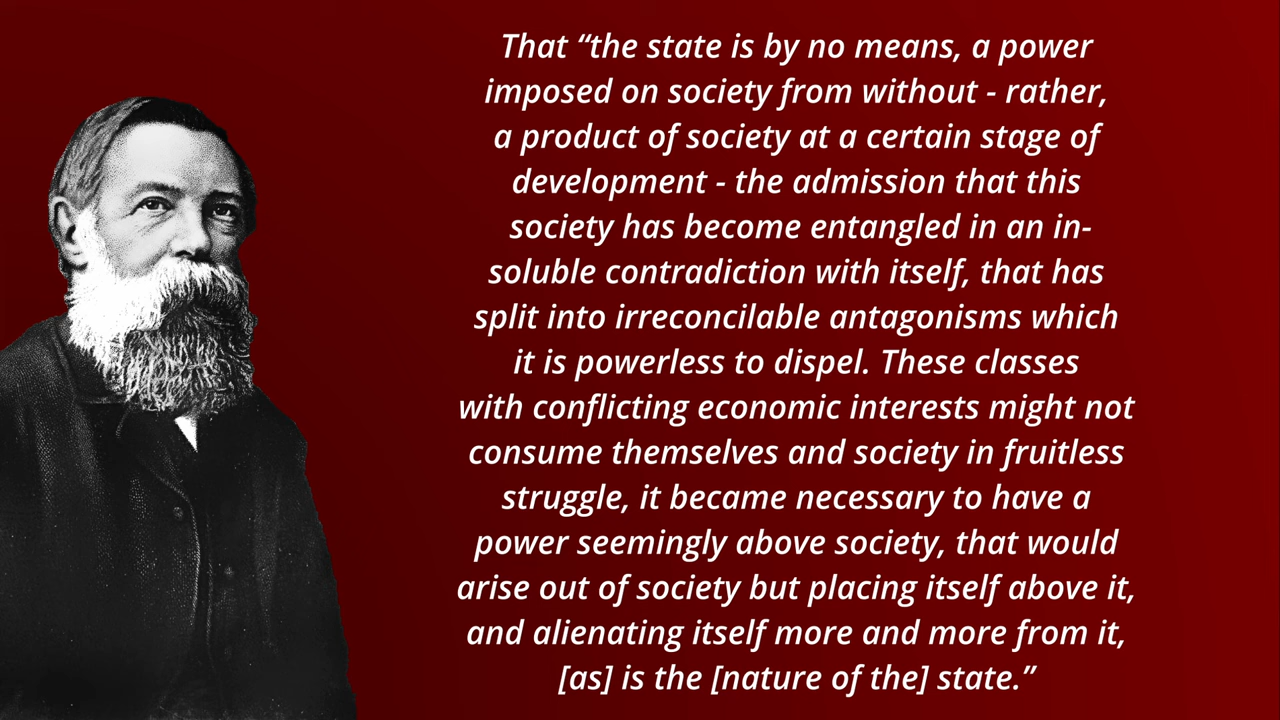 That “the state is by no means, a power
imposed on society from without - rather,
a product of society at a certain stage of
development - the admission that this
society has become entangled in an in-
soluble contradiction with itself, that has
split into irreconcilable antagonisms which
it is powerless to dispel. These classes
with conflicting economic interests might not
consume themselves and society in fruitless
struggle, it became necessary to have a
power seemingly above society, that would
arise out of society but placing itself above it,
and alienating itself more and more from it,
[as] is the [nature of the] state.”